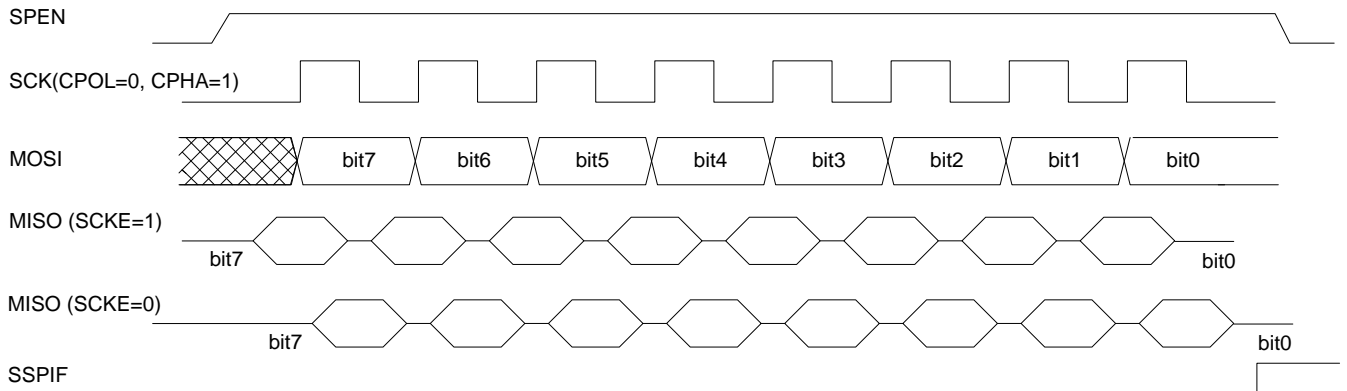 SPEN
SCK(CPOL=0, CPHA=1)
MOSI
bit7 bit6 bit5 bit4 bit3 bit2 bit1 bit0
MISO (SCKE=1)
bit7 bit0
MISO (SCKE=0)
bit7 bit0
SSPIF